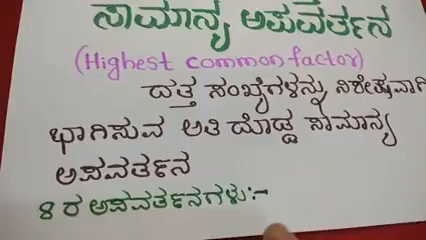 ಸಾಮಾನ್ಯ ಅಪವರ್ತನ
(Highest common factor)
ದತ್ತ ಸಂಖ್ಯೆಗಳನ್ನು ನಿಶೇಷವಾಗಿ
ಭಾಗಿಸುವ ಅತಿ ದೊಡ್ಡ ಸಾಮಾನ್ಯ
ಅಪವರ್ತನ
8 ರ ಅಪವರ್ತನಗಳು:-